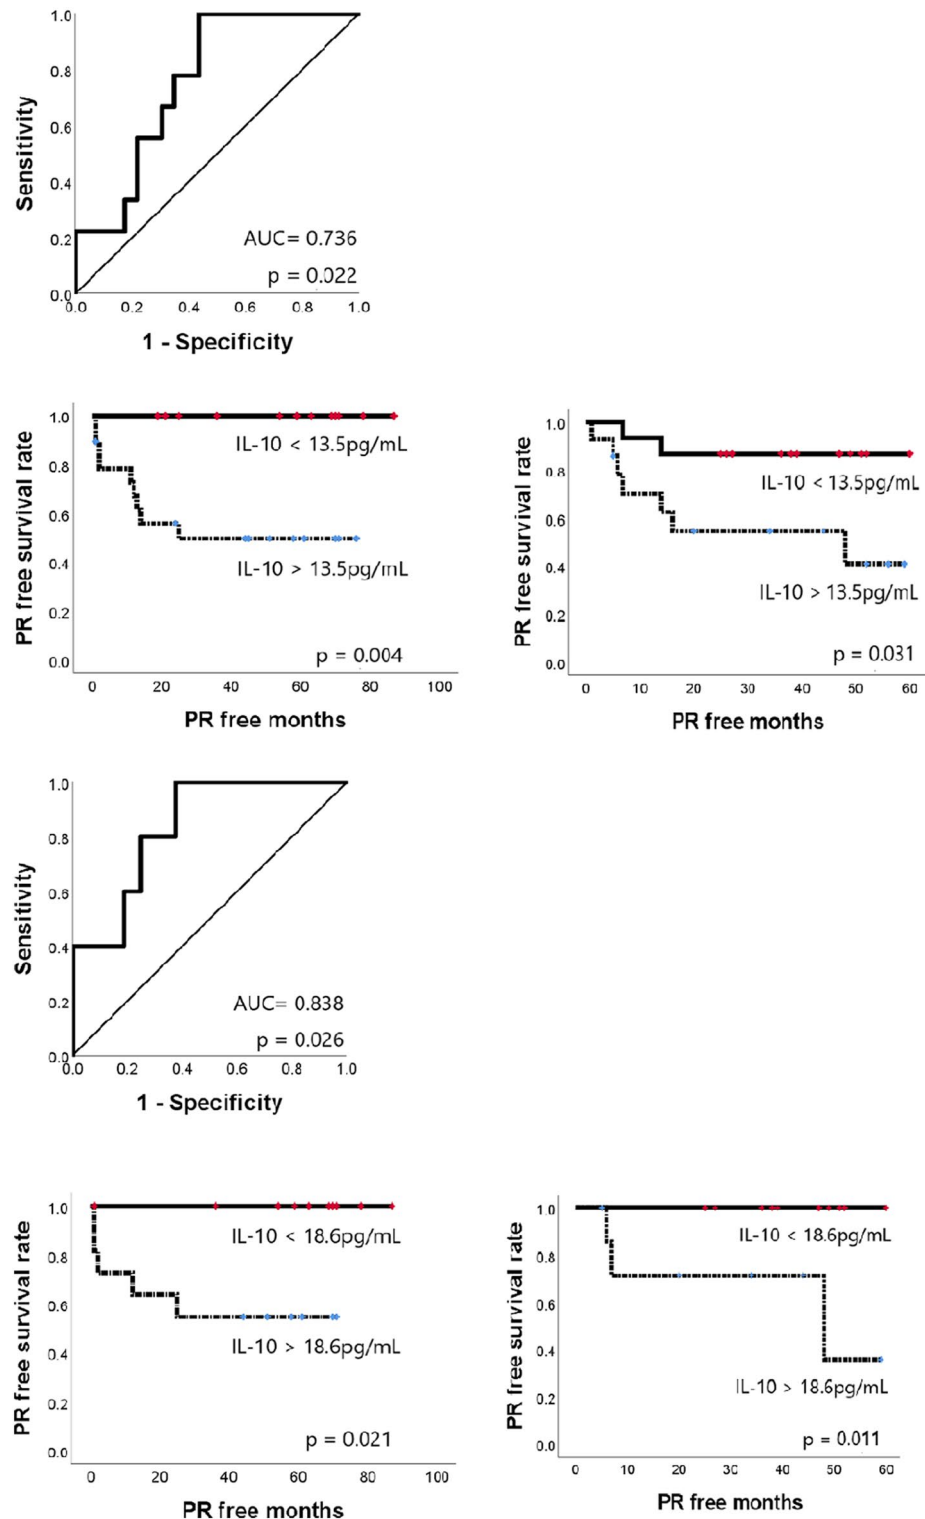 1.0
0.8
0.6
0.4
0.2
0.0
Sensitivity
AUC= 0.736
p = 0.022
0.0 0.2 0.4 0.6 0.8 1.0
1 - Specificity
1.0
0.8
0.6
0.4
0.2
0.0
PR free survival rate
IL-10 < 13.5pg/mL
IL-10 > 13.5pg/mL
p = 0.004
0 20 40 60 80 100
PR free months
1.0
0.8
0.6
0.4
0.2
0.0
PR free survival rate
IL-10 < 13.5pg/mL
IL-10 > 13.5pg/mL
p = 0.031
0 10 20 30 40 50 60
PR free months
1.0
0.8
0.6
0.4
0.2
0.0
Sensitivity
AUC= 0.838
p = 0.026
0.0 0.2 0.4 0.6 0.8 1.0
1 - Specificity
1.0
0.8
0.6
0.4
0.2
0.0
PR free survival rate
IL-10 < 18.6pg/mL
IL-10 > 18.6pg/mL
p = 0.021
0 20 40 60 80 100
PR free months
1.0
0.8
0.6
0.4
0.2
0.0
PR free survival rate
IL-10 < 18.6pg/mL
IL-10 > 18.6pg/mL
p = 0.011
0 10 20 30 40 50 60
PR free months